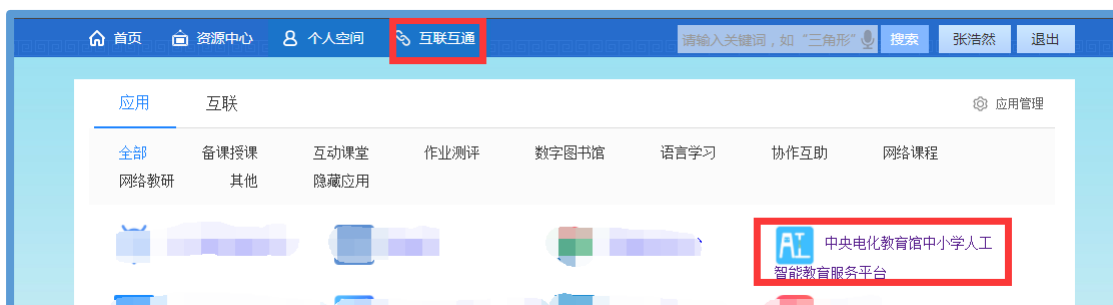 首页 资源中心 个人空间 互联互通 请输入关键词，如“三角形” 搜索 张浩然 退出
应用 互联 应用管理
全部 备课授课 互动课堂 作业测评 数字图书馆 语言学习 协作互助 网络课程
网络教研 其他 隐藏应用
中央电化教育馆中小学人工
智能教育服务平台